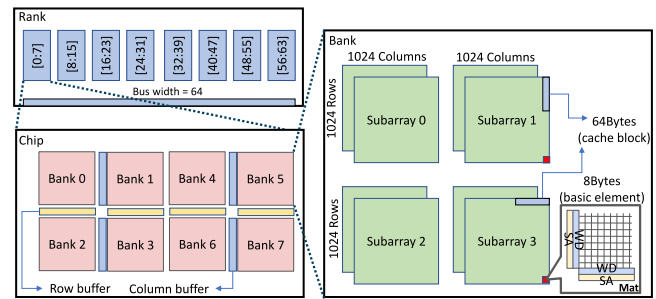 Rank
[0:7]
[8:15]
[16:23]
[24:31]
[32:39]
[40:47]
[48:55]
[56:63]
Bus width = 64
Chip
Bank 0
Bank 1
Bank 4
Bank 5
Bank 2
Bank 3
Bank 6
Bank 7
Row buffer
Column buffer
Bank
1024 Columns
1024 Columns
1024 Rows
Subarray 0
Subarray 1
64Bytes
(cache block)
8Bytes
(basic element)
1024 Rows
Subarray 2
Subarray 3
SA
WD
WD
SA
Mat